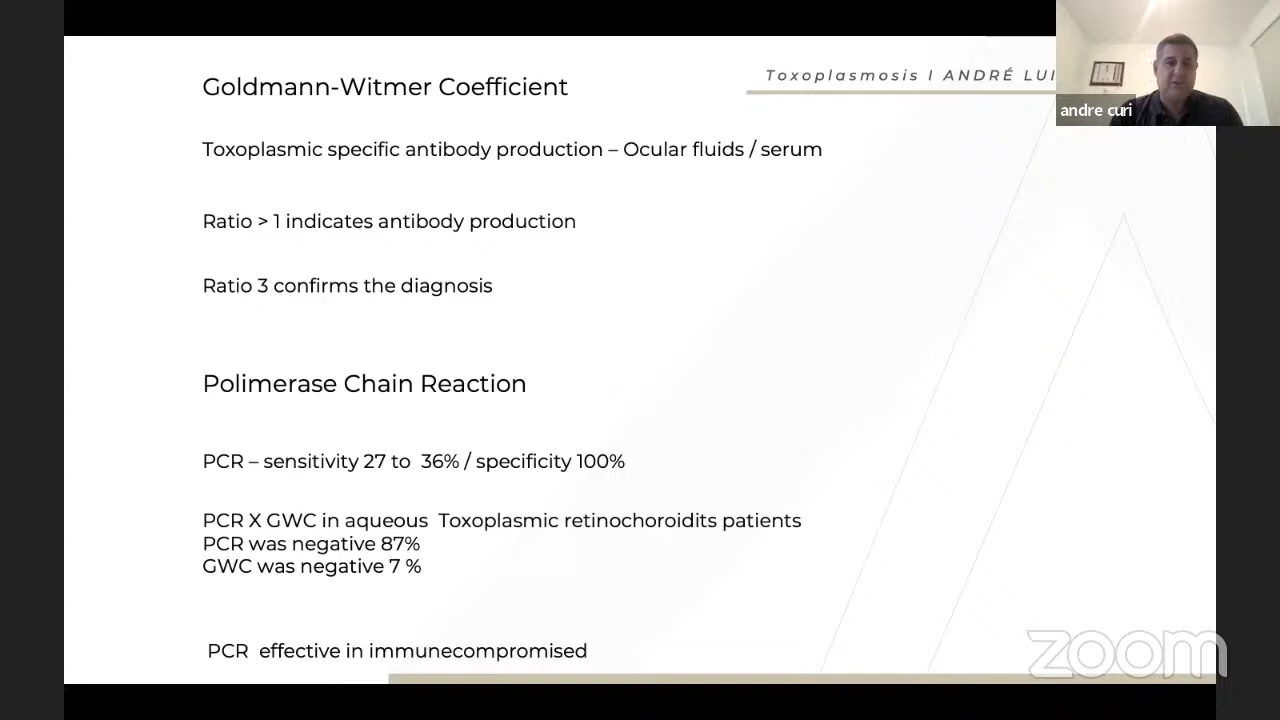 Goldmann-Witmer Coefficient
Toxoplasmosis I ANDRÉ LUI
andre curi
Toxoplasmic specific antibody production – Ocular fluids / serum
Ratio > 1 indicates antibody production
Ratio 3 confirms the diagnosis
Polimerase Chain Reaction
PCR – sensitivity 27 to 36% / specificity 100%
PCR X GWC in aqueous Toxoplasmic retinochoroidits patients
PCR was negative 87%
GWC was negative 7 %
PCR effective in immunecompromised
zoom